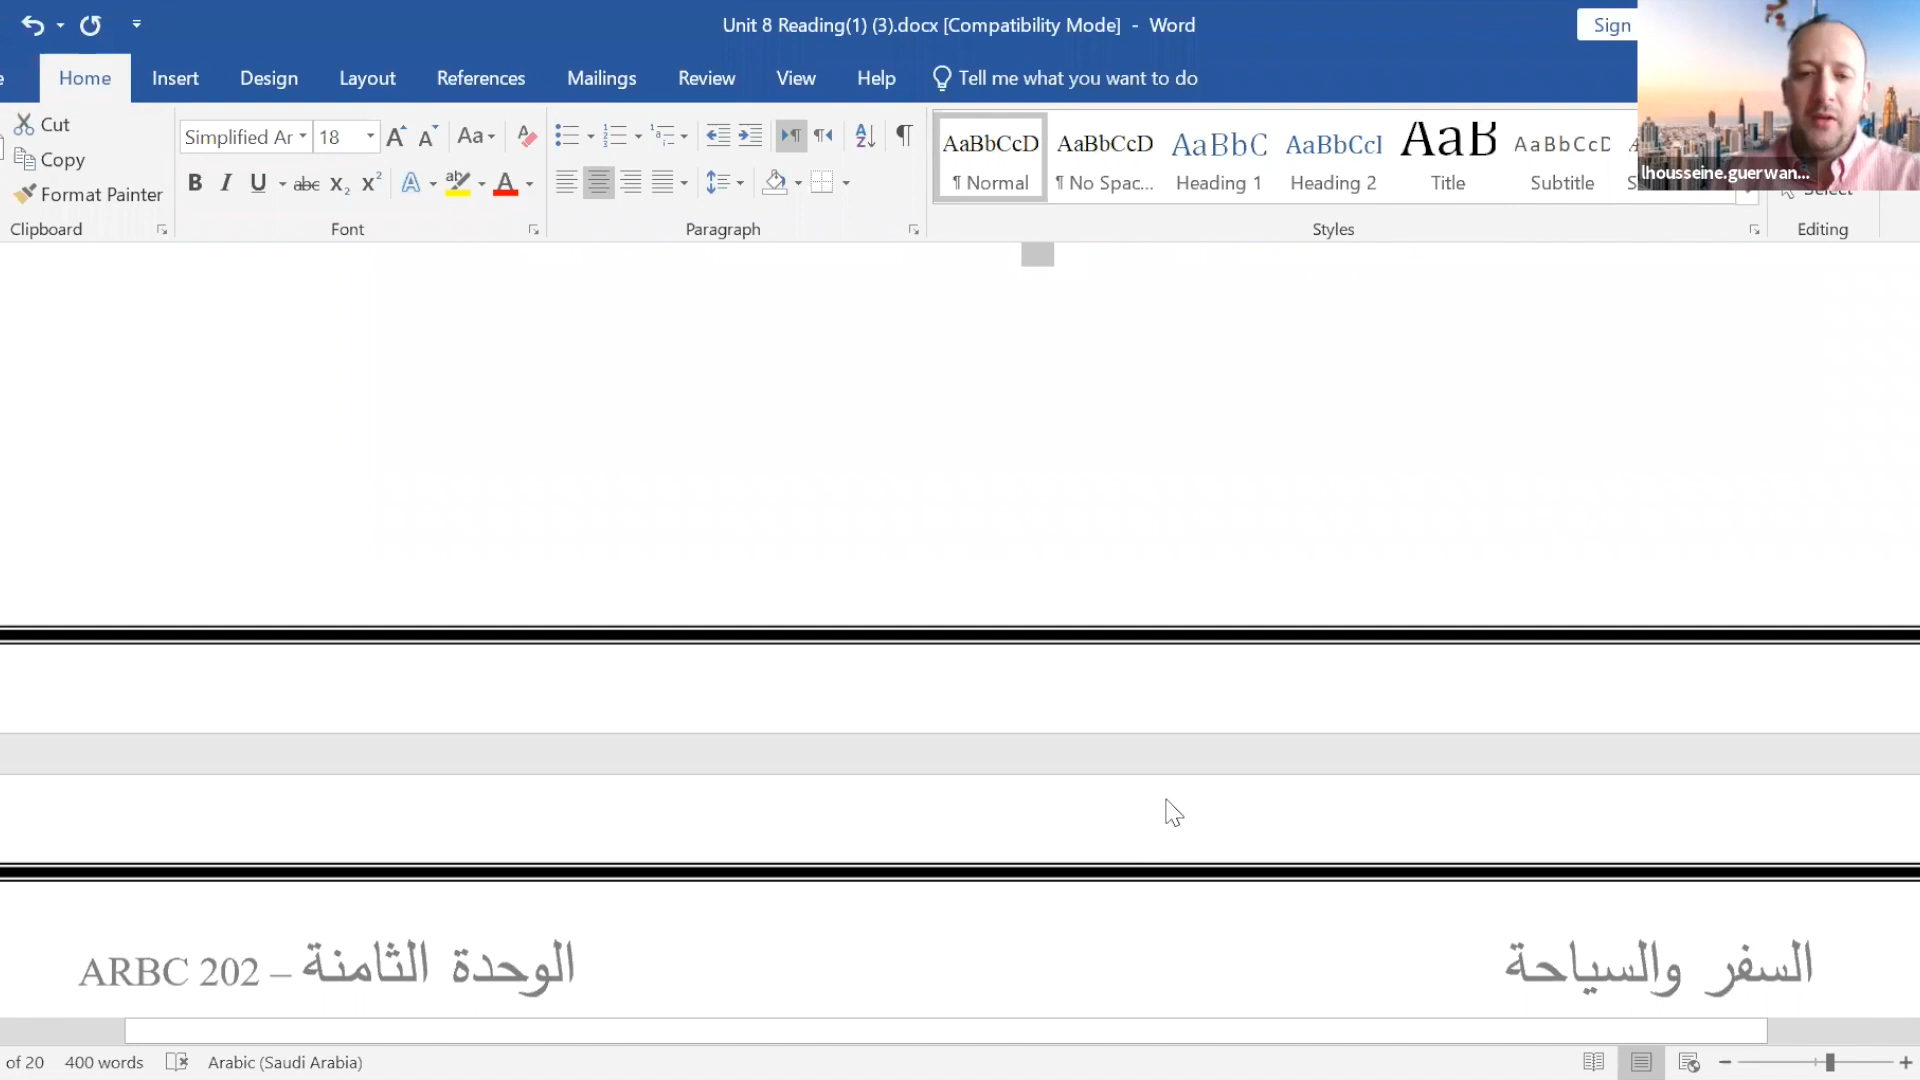 Unit 8 Reading(1) (3).docx [Compatibility Mode] - Word
Sign
Home Insert Design Layout References Mailings Review View Help Tell me what you want to do
Cut
Copy
Format Painter
Clipboard
Simplified Ar 18
Font
Paragraph
AaBbCcD AaBbCcD AaBbC AaBbCcI AaB AaBbCcD
¶ Normal ¶ No Spac... Heading 1 Heading 2 Title Subtitle
Styles
lhousseine.guerwan...
Select
Editing
السفر والسياحة
ARBC 202 – الوحدة الثامنة
of 20 400 words Arabic (Saudi Arabia)